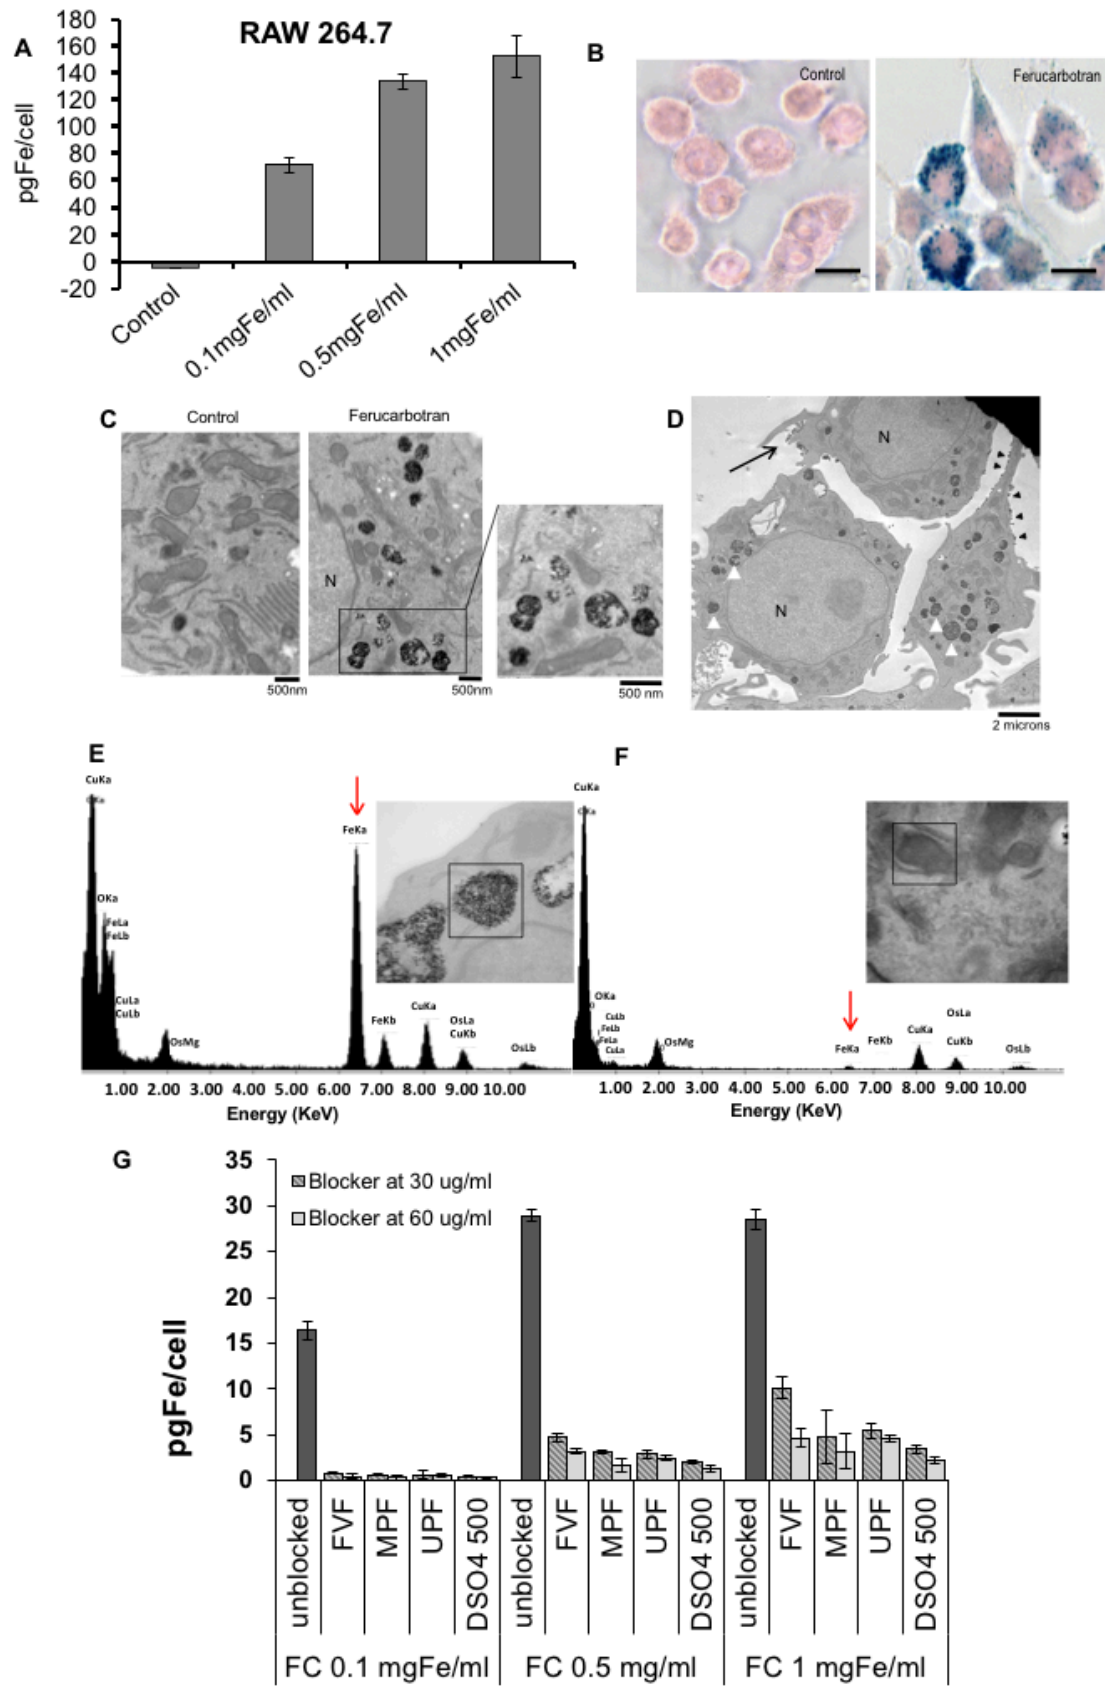 A
RAW 264.7
180
160
140
120
100
80
60
40
20
0
-20
pgFe/cell
Control
0.1mgFe/ml
0.5mgFe/ml
1mgFe/ml
B
Control
Ferucarbotran
C
Control
Ferucarbotran
N
500nm
500nm
500 nm
D
N
N
2 microns
E
CuKa
OKa
FeLa
FeLb
CuLa
CuLb
OsMg
FeKa
FeKb
CuKa
OsLa
CuKb
OsLb
1.00 2.00 3.00 4.00 5.00 6.00 7.00 8.00 9.00 10.00
Energy (KeV)
F
CuKa
OKa
CuLb
FeLb
FeLa
CuLa
OsMg
FeKa
FeKb
CuKa
OsLa
CuKb
OsLb
1.00 2.00 3.00 4.00 5.00 6.00 7.00 8.00 9.00 10.00
Energy (KeV)
G
35
30
25
20
15
10
5
0
pgFe/cell
Blocker at 30 ug/ml
Blocker at 60 ug/ml
unblocked
FVF
MPF
UPF
DSO4 500
unblocked
FVF
MPF
UPF
DSO4 500
unblocked
FVF
MPF
UPF
DSO4 500
FC 0.1 mgFe/ml
FC 0.5 mg/ml
FC 1 mgFe/ml